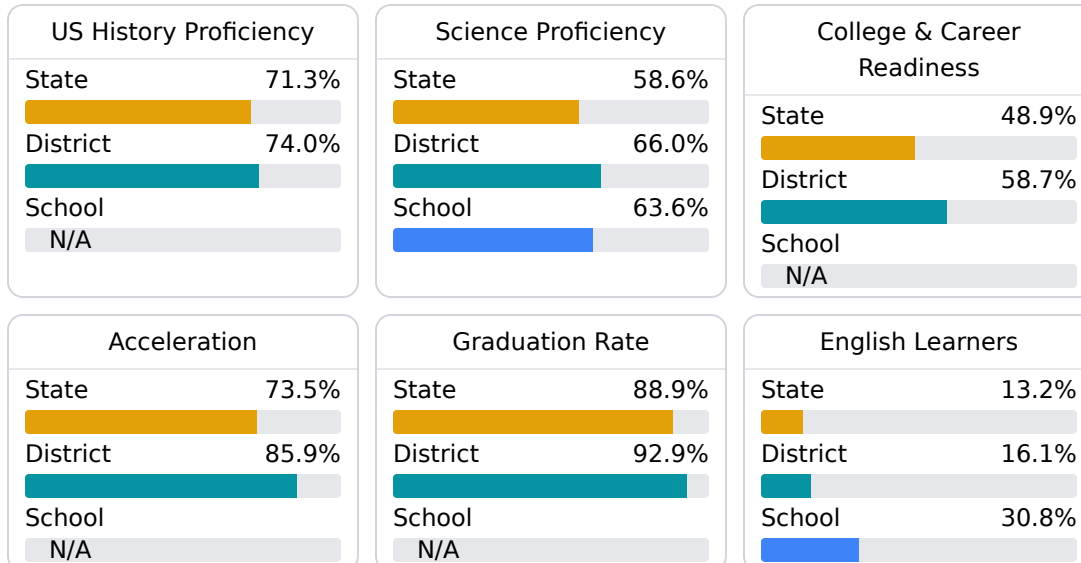 US History Proficiency
State 71.3%
District 74.0%
School
N/A
Science Proficiency
State 58.6%
District 66.0%
School 63.6%
College & Career
Readiness
State 48.9%
District 58.7%
School
N/A
Acceleration
State 73.5%
District 85.9%
School
N/A
Graduation Rate
State 88.9%
District 92.9%
School
N/A
English Learners
State 13.2%
District 16.1%
School 30.8%